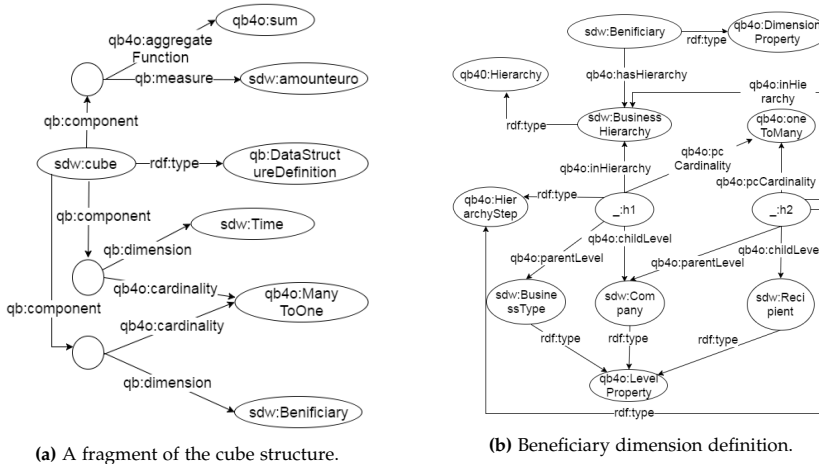 qb4o:sum
qb4o:aggregate
Function
qb:measure
sdw:amounteuro
qb:component
sdw:cube
rdf:type
qb:DataStruct
ureDefinition
qb:component
sdw:Time
qb:dimension
qb4o:cardinality
qb4o:Many
ToOne
qb:component
qb4o:cardinality
qb:dimension
sdw:Benificiary
(a) A fragment of the cube structure.
sdw:Benificiary
rdf:type
qb4o:Dimension
Property
qb4o:hasHierarchy
qb40:Hierarchy
qb4o:inHie
rarchy
rdf:type
sdw:Business
Hierarchy
qb4o:one
ToMany
qb4o:inHierarchy
qb4o:pc
Cardinality
qb4o:pcCardinality
qb4o:Hier
archyStep
rdf:type
_:h1
_:h2
qb4o:childLevel
qb4o:childLevel
qb4o:parentLevel
qb4o:parentLevel
sdw:Busine
ssType
sdw:Com
pany
sdw:Reci
pient
rdf:type
rdf:type
rdf:type
qb4o:Level
Property
rdf:type
(b) Beneficiary dimension definition.